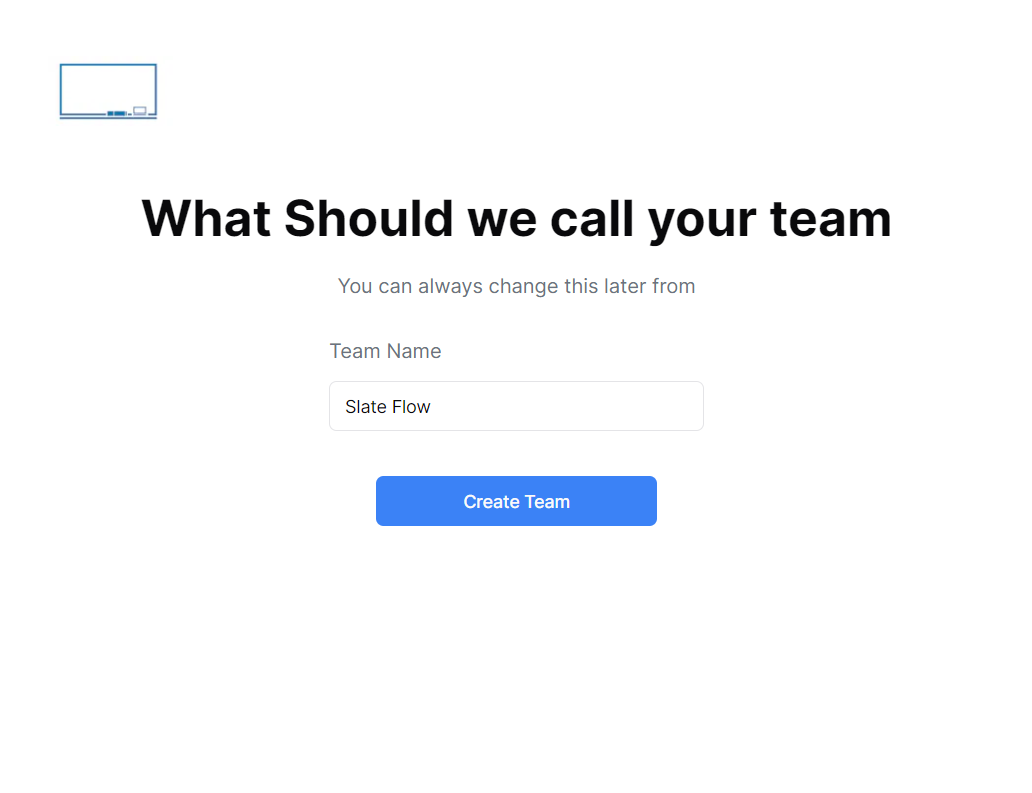 What Should we call your team
You can always change this later from
Team Name
Slate Flow
Create Team